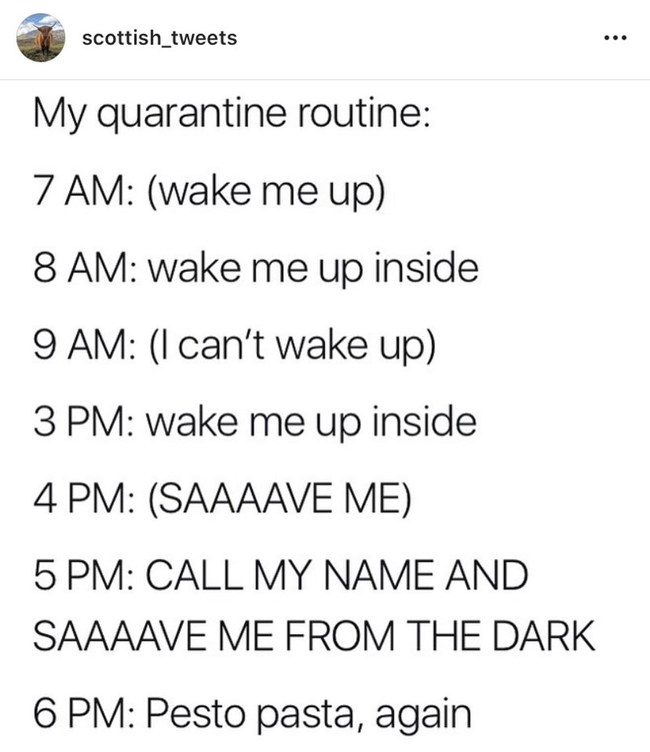 scottish_tweets
My quarantine routine:
7 AM: (wake me up)
8 AM: wake me up inside
9 AM: (I can't wake up)
3 PM: wake me up inside
4 PM: (SAAAAVE ME)
5 PM: CALL MY NAME AND
SAAAAVE ME FROM THE DARK
6 PM: Pesto pasta, again